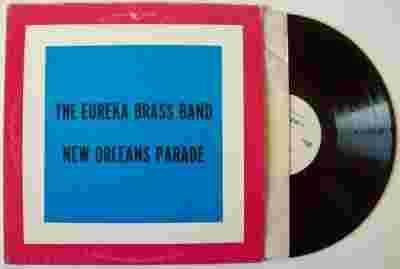 THE EUREKA BRASS BAND
NEW ORLEANS PARADE